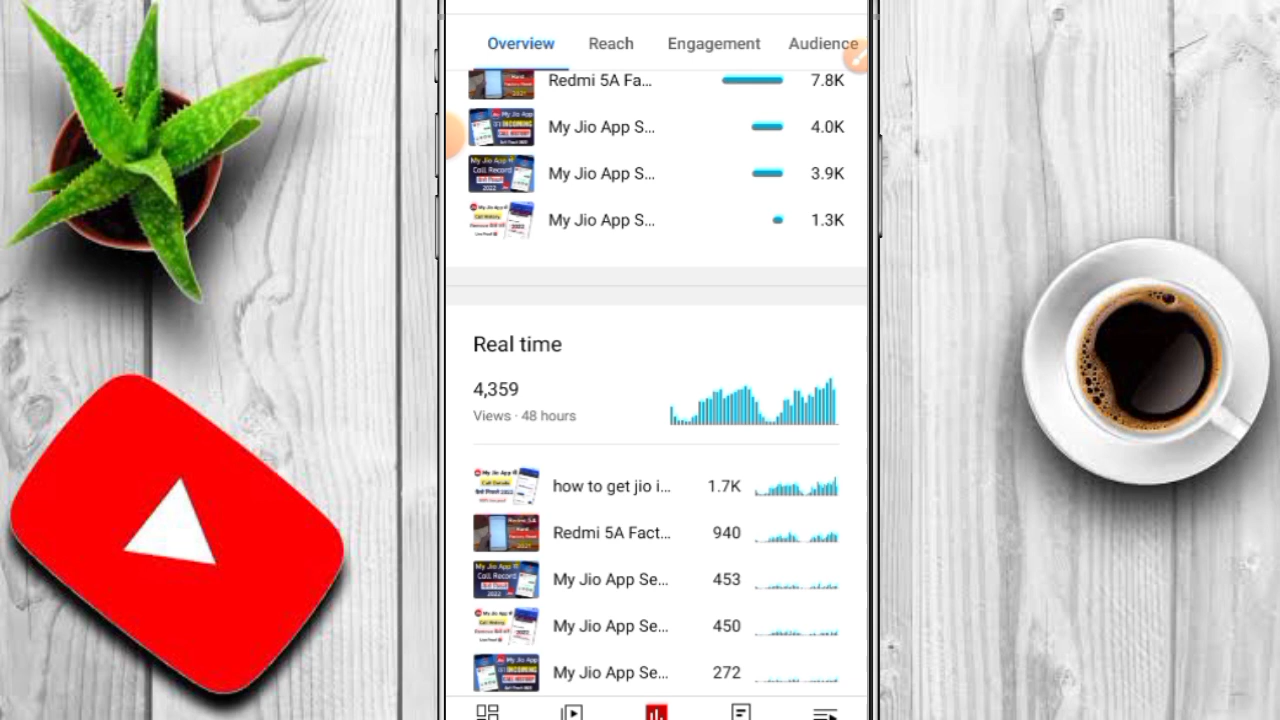 Overview Reach Engagement Audience
Redmi 5A Fa... 7.8K
My Jio App S... 4.0K
My Jio App S... 3.9K
My Jio App S... 1.3K
Real time
4,359
Views · 48 hours
how to get jio i... 1.7K
Redmi 5A Fact... 940
My Jio App Se... 453
My Jio App Se... 450
My Jio App Se... 272